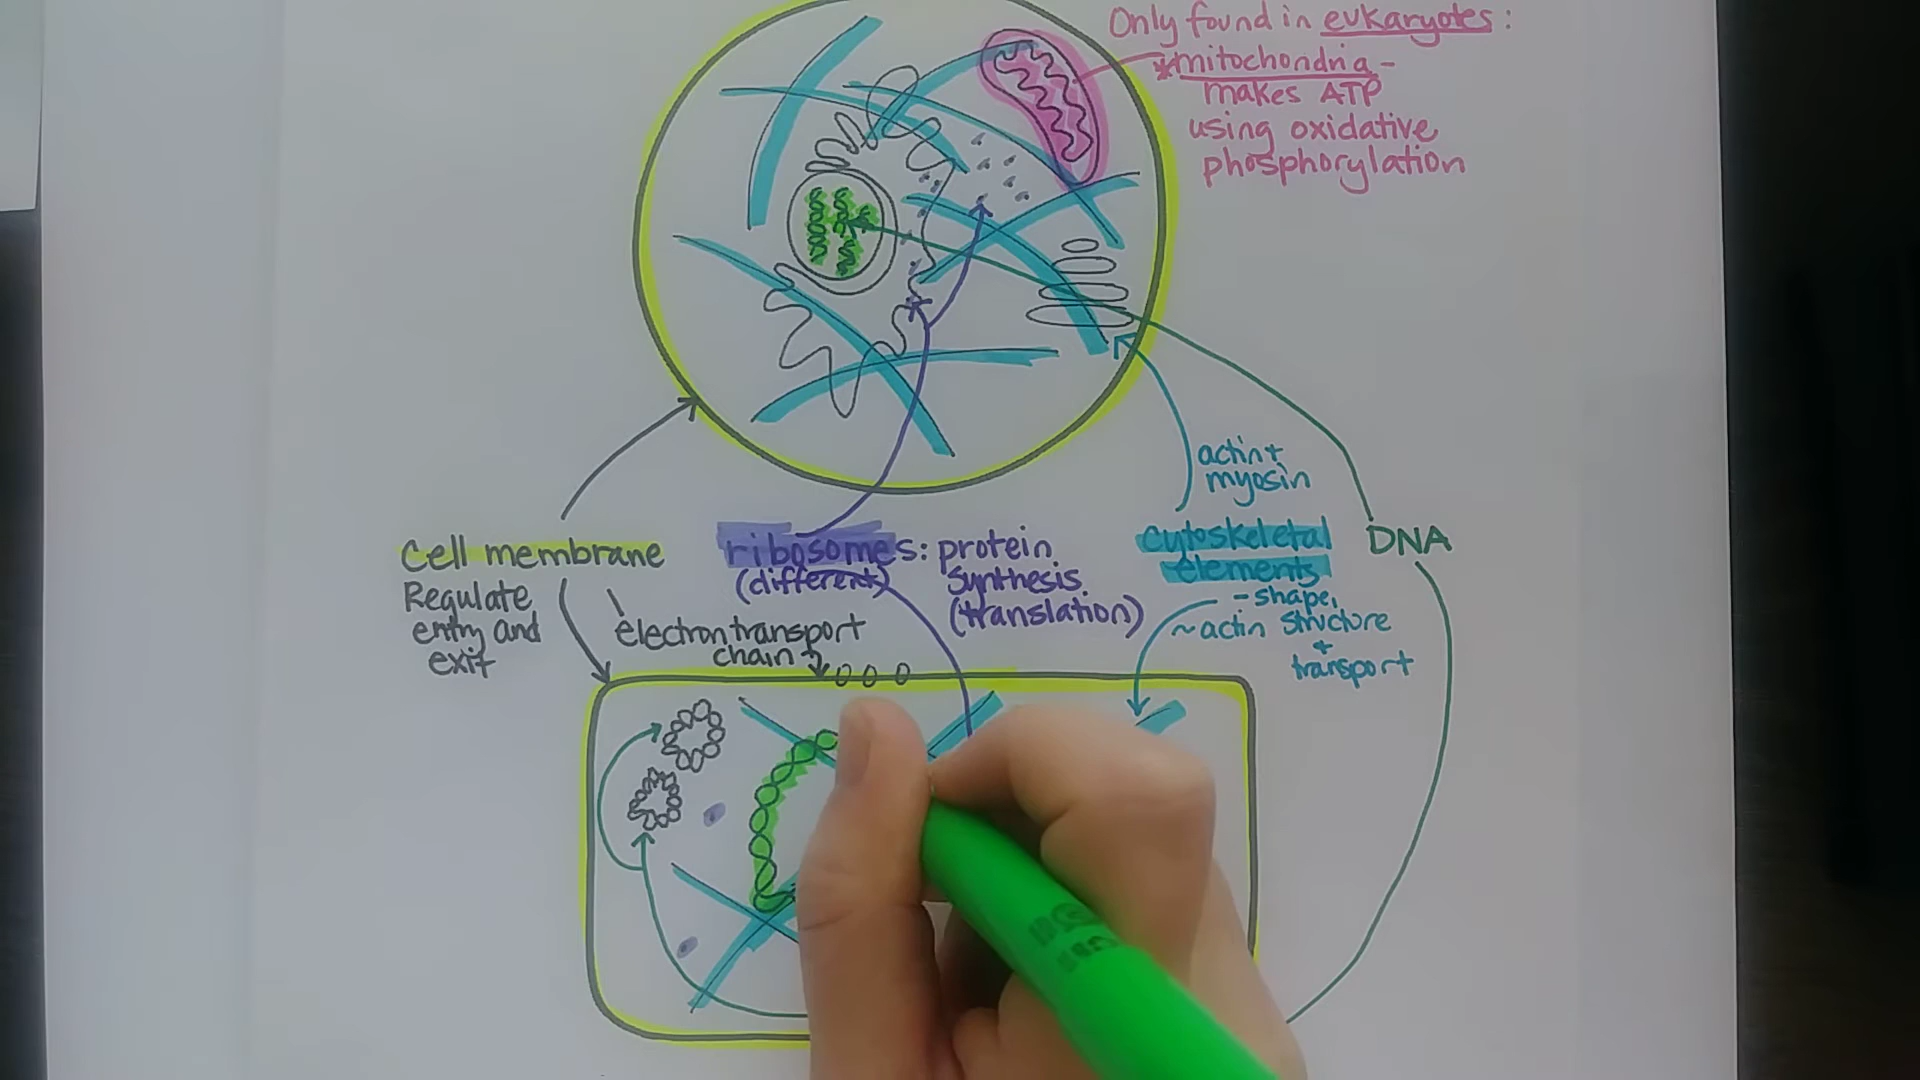 Only found in eukaryotes:
*mitochondria-
makes ATP
using oxidative
phosphorylation
actin+
myosin
Cell membrane
Regulate
entry and
exit
electron transport
chain
ribosomes: protein
(different) synthesis
(translation)
cytoskeletal
elements
-shape,
~actin structure
+
transport
DNA